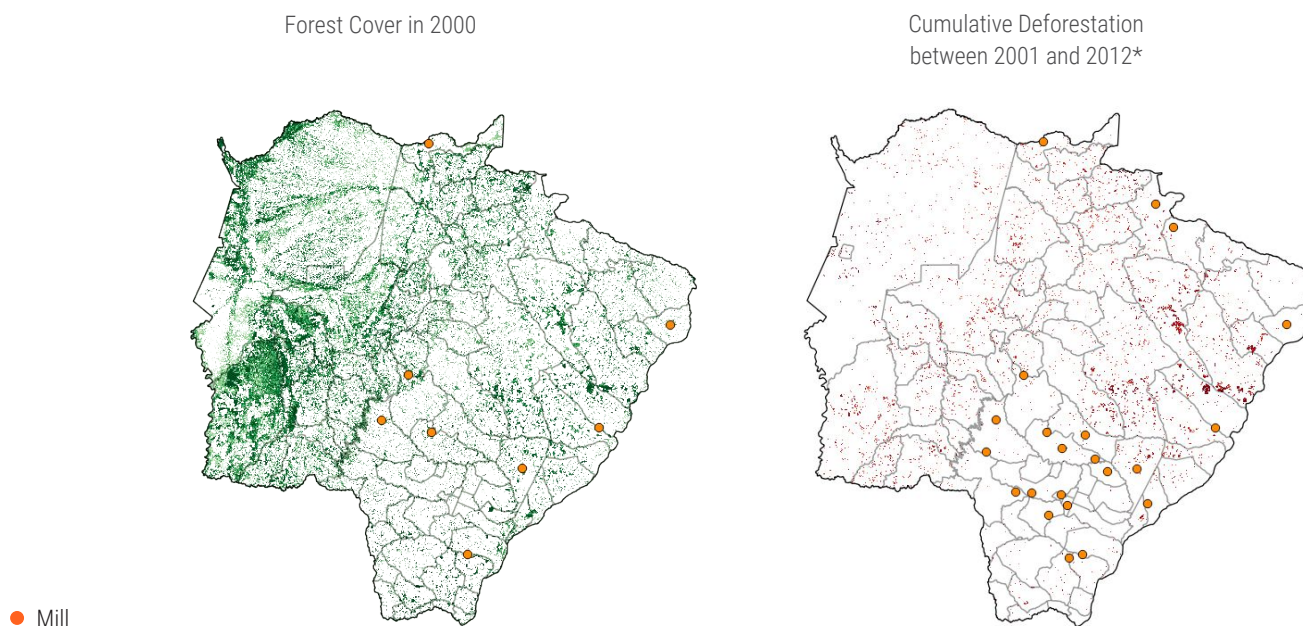 Forest Cover in 2000
Cumulative Deforestation
between 2001 and 2012*
Mill